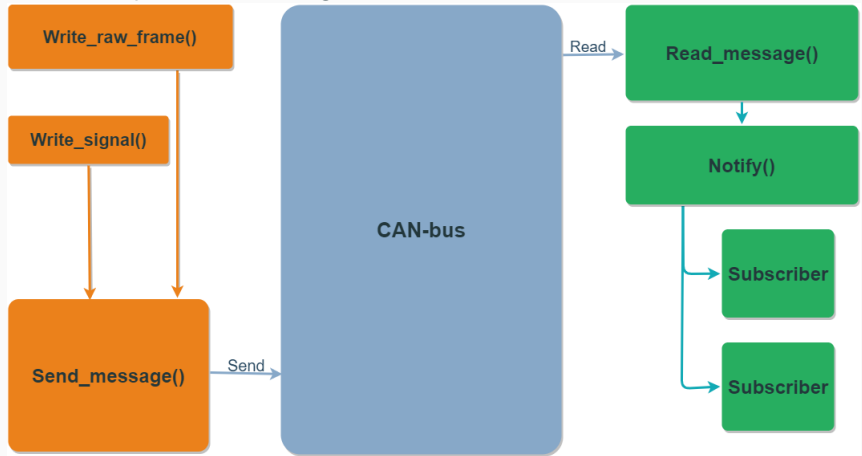 Write_raw_frame()
Write_signal()
Send_message()
Send
CAN-bus
Read
Read_message()
Notify()
Subscriber
Subscriber